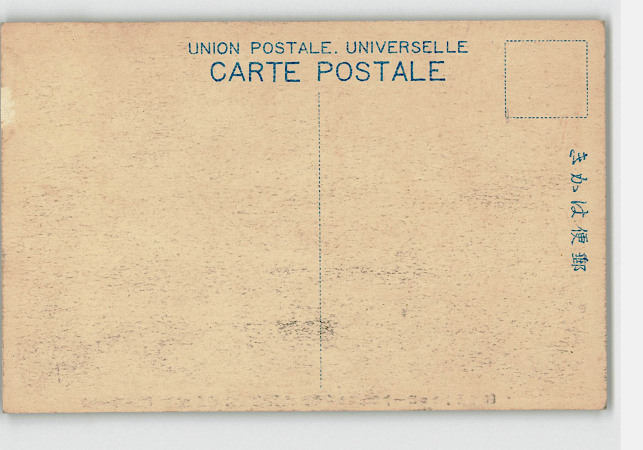 UNION POSTALE. UNIVERSELLE
CARTE POSTALE
きかは便郵